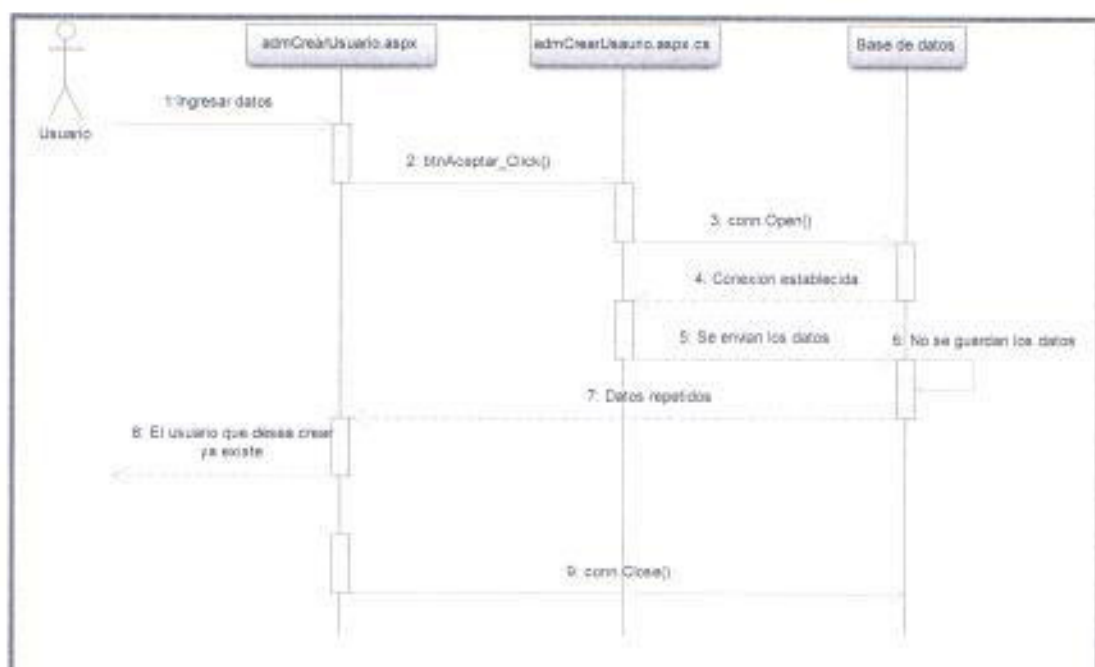 admCrearUsuario.aspx
admCrearUsaurio.aspx.cs
Base de datos
Usuario
1:Ingresar datos
2: btnAceptar_Click()
3: conn.Open()
4: Conexion establecida
5: Se envian los datos
6: No se guardan los datos
7: Datos repetidos
8: El usuario que desea crear
ya existe
9: conn.Close()